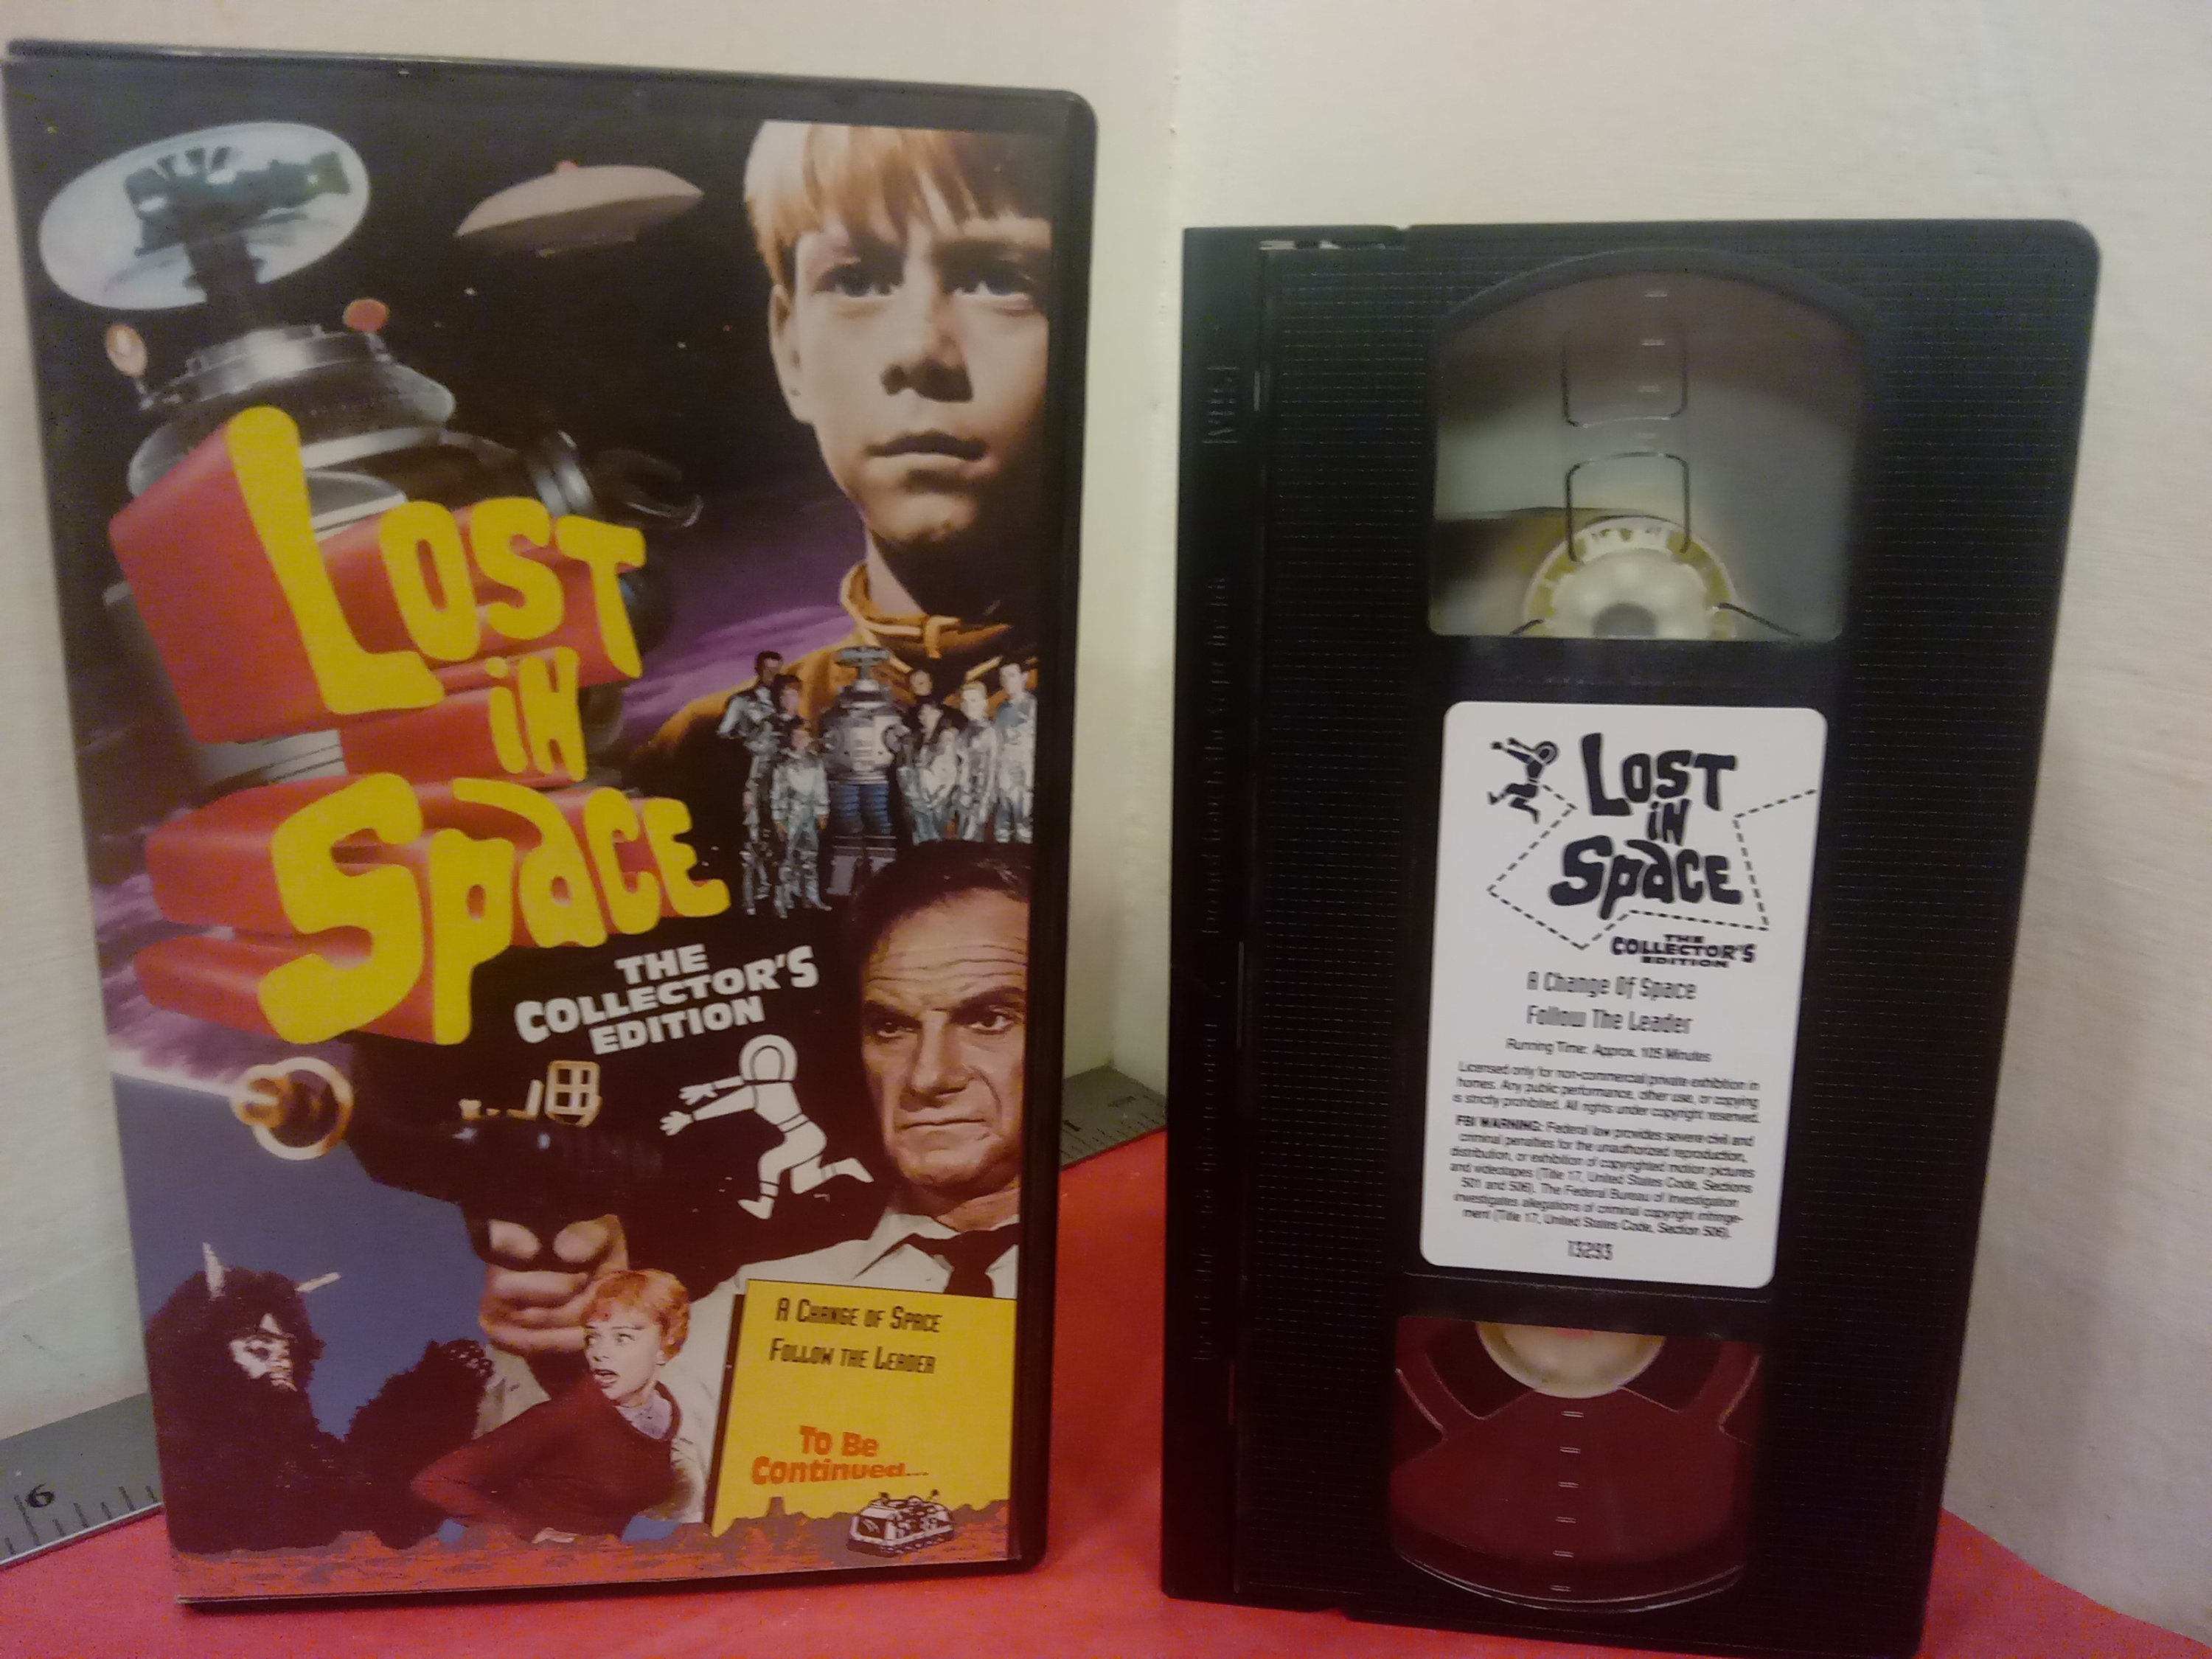 LOST
IN
SPACE
THE
COLLECTOR'S
EDITION
A CHANGE OF SPACE
FOLLOW THE LEADER
TO BE
CONTINUED...
6
1
LOST
IN
SPACE
THE
COLLECTOR'S
EDITION
A Change Of Space
Follow The Leader
Running Time: Approx. 105 Minutes
Licensed only for non-commercial private exhibition in
homes. Any public performance, other use, or copying
is strictly prohibited. All rights under copyright reserved.
FBI WARNING: Federal law provides severe civil and
criminal penalties for the unauthorized reproduction,
distribution, or exhibition of copyrighted motion pictures
and videotapes (Title 17, United States Code, Sections
501 and 506). The Federal Bureau of Investigation
investigates allegations of criminal copyright infringe-
ment (Title 17, United States Code, Section 506).
13293